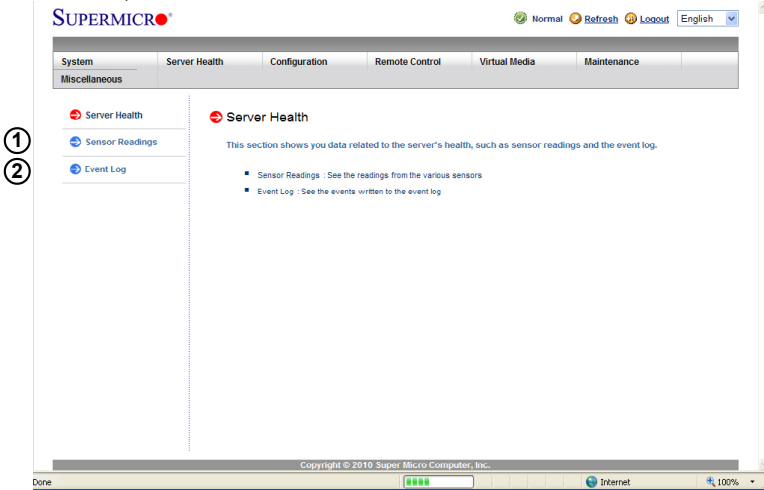 SUPERMICR®
Normal Refresh Logout English
System Server Health Configuration Remote Control Virtual Media Maintenance
Miscellaneous
Server Health
1 Sensor Readings
2 Event Log
Server Health
This section shows you data related to the server's health, such as sensor readings and the event log.
Sensor Readings : See the readings from the various sensors
Event Log : See the events written to the event log
Copyright © 2010 Super Micro Computer, Inc.
Done Internet 100%